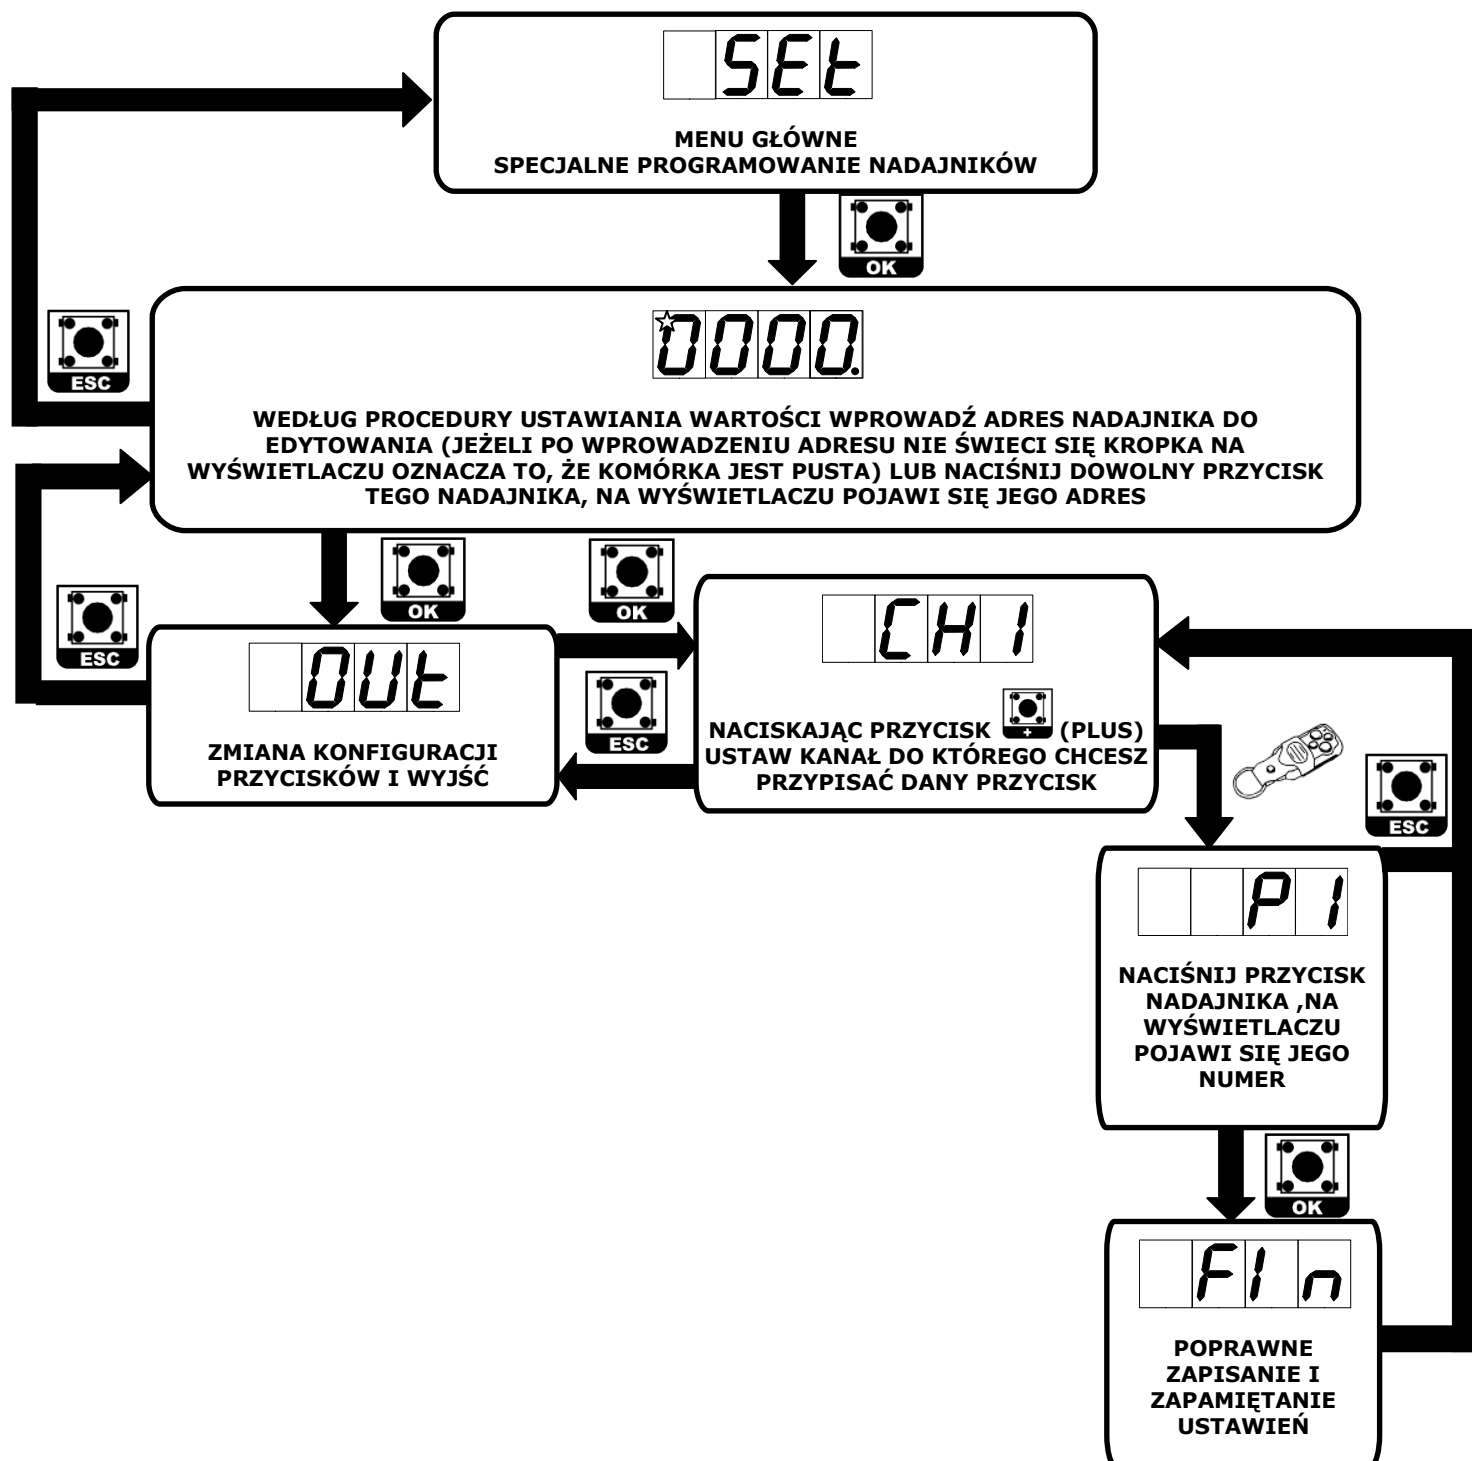 SEt
MENU GŁÓWNE
SPECJALNE PROGRAMOWANIE NADAJNIKÓW
OK
ESC
0000.
WEDŁUG PROCEDURY USTAWIANIA WARTOŚCI WPROWADŹ ADRES NADAJNIKA DO
EDYTOWANIA (JEŻELI PO WPROWADZENIU ADRESU NIE ŚWIECI SIĘ KROPKA NA
WYŚWIETLACZU OZNACZA TO, ŻE KOMÓRKA JEST PUSTA) LUB NACIŚNIJ DOWOLNY PRZYCISK
TEGO NADAJNIKA, NA WYŚWIETLACZU POJAWI SIĘ JEGO ADRES
OK
OK
ESC
OUt
ZMIANA KONFIGURACJI
PRZYCISKÓW I WYJŚĆ
ESC
CH1
NACISKAJĄC PRZYCISK + (PLUS)
USTAW KANAŁ DO KTÓREGO CHCESZ
PRZYPISAĆ DANY PRZYCISK
ESC
P1
NACIŚNIJ PRZYCISK
NADAJNIKA ,NA
WYŚWIETLACZU
POJAWI SIĘ JEGO
NUMER
OK
FIn
POPRAWNE
ZAPISANIE I
ZAPAMIĘTANIE
USTAWIEŃ